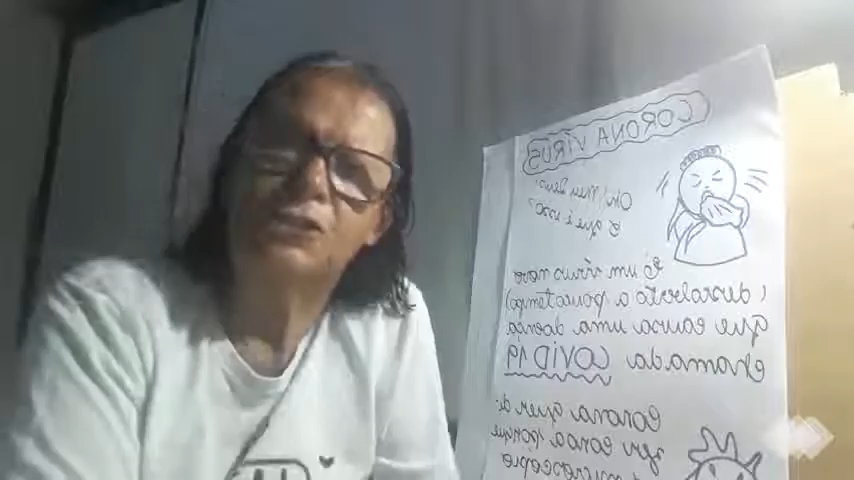 CORONA VÍRUS
Oh! Meu Deus!
O que é isso?
É um vírus novo
(descoberto a pouco tempo)
que causa uma doença
chamada COVID 19
Corona quer di
zer coroa porque
microscópio